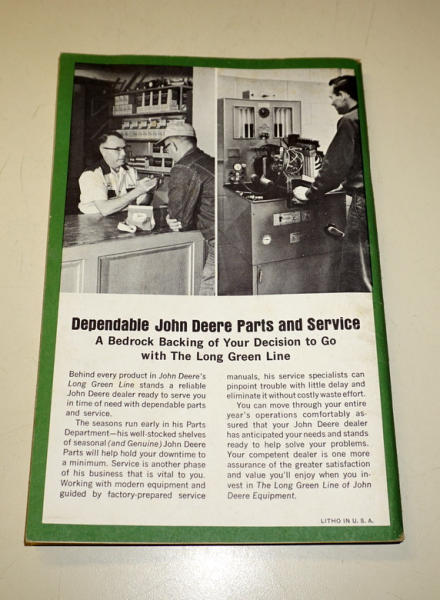 Dependable John Deere Parts and Service
A Bedrock Backing of Your Decision to Go
with The Long Green Line
Behind every product in John Deere's
Long Green Line stands a reliable
John Deere dealer ready to serve you
in time of need with dependable parts
and service.
The seasons run early in his Parts
Department—his well-stocked shelves
of seasonal (and Genuine) John Deere
Parts will help hold your downtime to
a minimum. Service is another phase
of his business that is vital to you.
Working with modern equipment and
guided by factory-prepared service
manuals, his service specialists can
pinpoint trouble with little delay and
eliminate it without costly waste effort.
You can move through your entire
year's operations comfortably as-
sured that your John Deere dealer
has anticipated your needs and stands
ready to help solve your problems.
Your competent dealer is one more
assurance of the greater satisfaction
and value you'll enjoy when you in-
vest in The Long Green Line of John
Deere Equipment.
LITHO IN U. S. A.